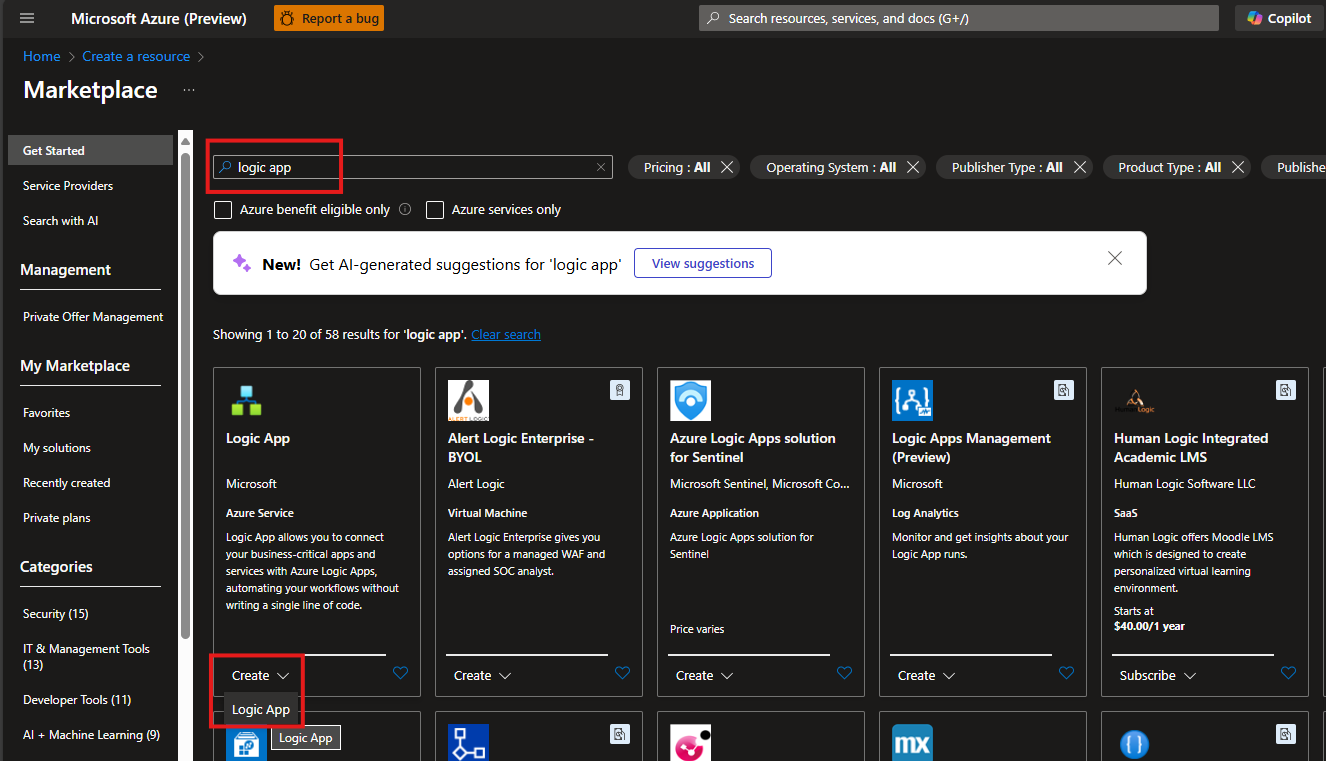 Microsoft Azure (Preview)
Report a bug
Search resources, services, and docs (G+/)
Copilot
Home
Create a resource
Marketplace
...
Get Started
Service Providers
Search with AI
Management
Private Offer Management
My Marketplace
Favorites
My solutions
Recently created
Private plans
Categories
Security (15)
IT & Management Tools
(13)
Developer Tools (11)
AI + Machine Learning (9)
logic app
Pricing : All
Operating System : All
Publisher Type : All
Product Type : All
Publishe
Azure benefit eligible only
Azure services only
New! Get AI-generated suggestions for 'logic app'
View suggestions
Showing 1 to 20 of 58 results for 'logic app'. Clear search
Logic App
Microsoft
Azure Service
Logic App allows you to connect
your business-critical apps and
services with Azure Logic Apps,
automating your workflows without
writing a single line of code.
Create
Logic App
Logic App
ALERT LOGIC
Alert Logic Enterprise -
BYOL
Alert Logic
Virtual Machine
Alert Logic Enterprise gives you
options for a managed WAF and
assigned SOC analyst.
Create
Azure Logic Apps solution
for Sentinel
Microsoft Sentinel, Microsoft Co...
Azure Application
Azure Logic Apps solution for
Sentinel
Price varies
Create
Logic Apps Management
(Preview)
Microsoft
Log Analytics
Monitor and get insights about your
Logic App runs.
Create
Human Logic
Human Logic Integrated
Academic LMS
Human Logic Software LLC
SaaS
Human Logic offers Moodle LMS
which is designed to create
personalized virtual learning
environment.
Starts at
$40.00/1 year
Subscribe
mx